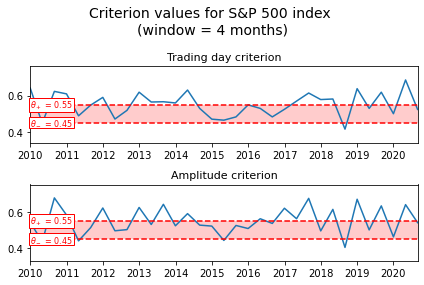 Criterion values for S&P 500 index
(window = 4 months)
Trading day criterion
0.6
θ₊ = 0.55
θ₋ = 0.45
0.4
2010 2011 2012 2013 2014 2015 2016 2017 2018 2019 2020
Amplitude criterion
0.6
θ₊ = 0.55
θ₋ = 0.45
0.4
2010 2011 2012 2013 2014 2015 2016 2017 2018 2019 2020